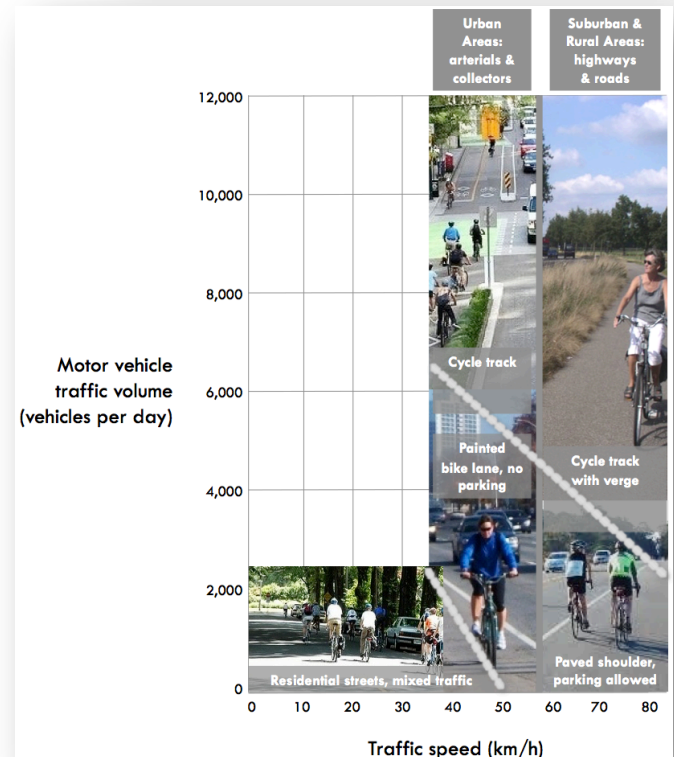 Urban
Areas:
arterials &
collectors
Suburban &
Rural Areas:
highways
& roads
12,000
10,000
8,000
6,000
4,000
2,000
0
Motor vehicle
traffic volume
(vehicles per day)
Cycle track
Painted
bike lane, no
parking
Cycle track
with verge
Residential streets, mixed traffic
Paved shoulder,
parking allowed
0 10 20 30 40 50 60 70 80
Traffic speed (km/h)